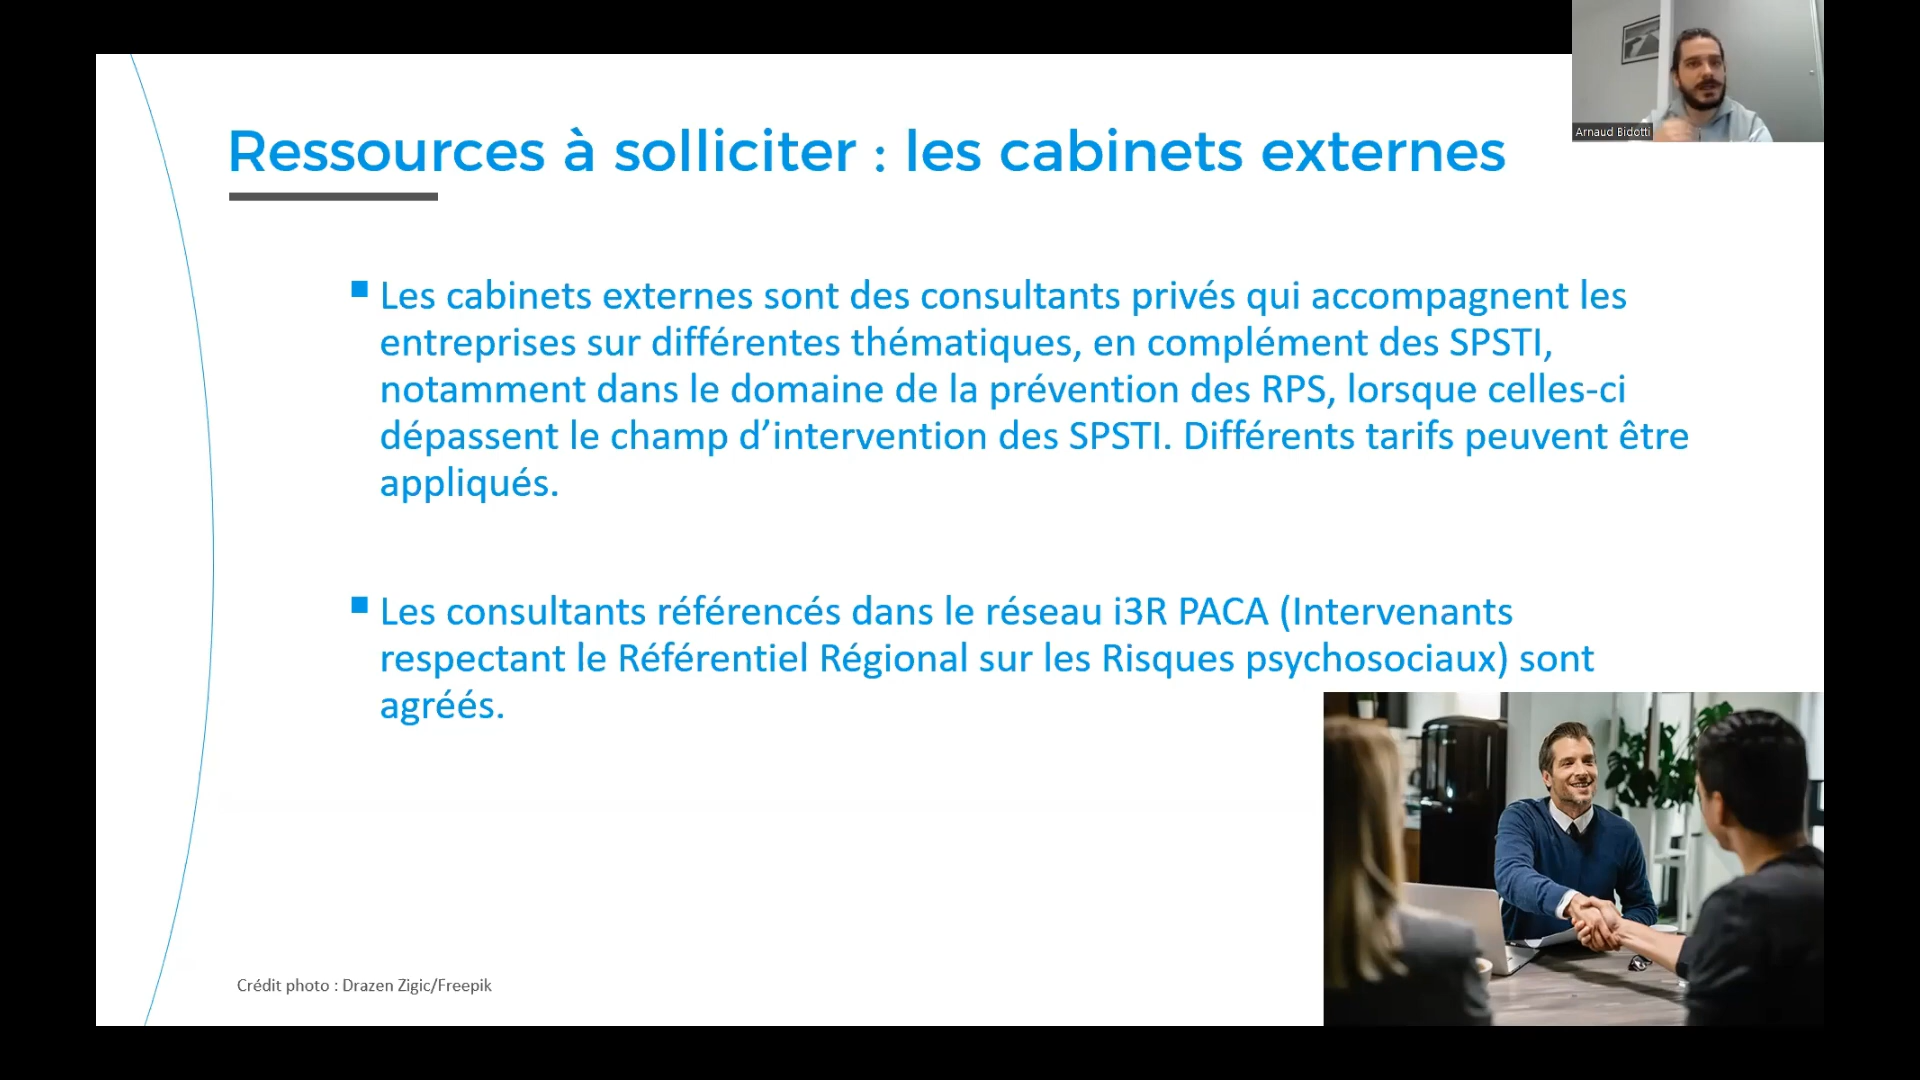 Arnaud Bidotti
Ressources à solliciter : les cabinets externes
Les cabinets externes sont des consultants privés qui accompagnent les
entreprises sur différentes thématiques, en complément des SPSTI,
notamment dans le domaine de la prévention des RPS, lorsque celles-ci
dépassent le champ d’intervention des SPSTI. Différents tarifs peuvent être
appliqués.
Les consultants référencés dans le réseau i3R PACA (Intervenants
respectant le Référentiel Régional sur les Risques psychosociaux) sont
agréés.
Crédit photo : Drazen Zigic/Freepik